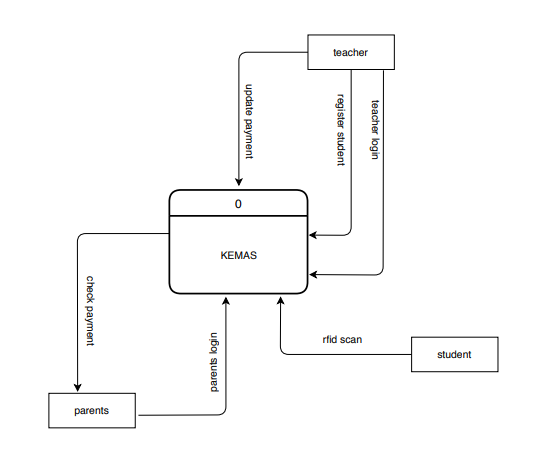 teacher
update payment
register student
teacher login
0
KEMAS
check payment
parents login
rfid scan
student
parents